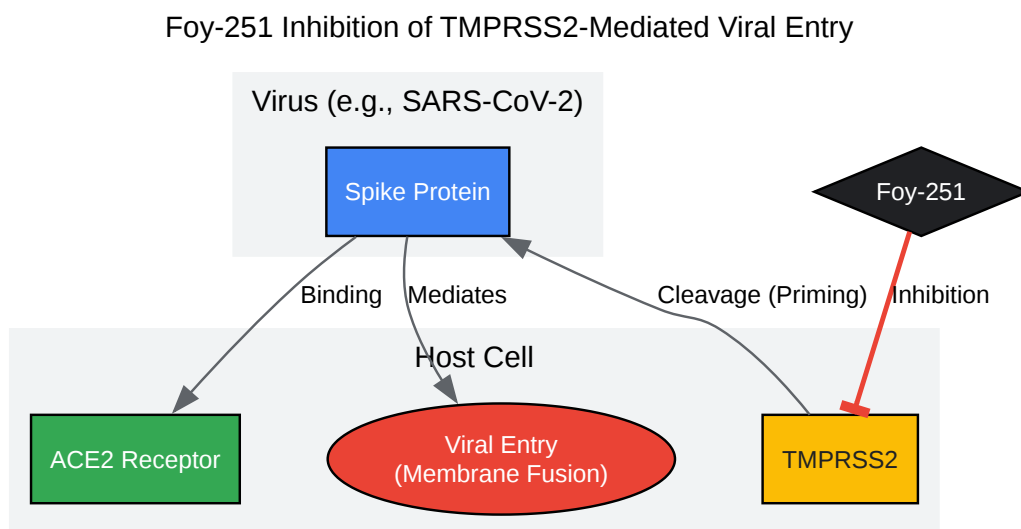 Foy-251 Inhibition of TMPRSS2-Mediated Viral Entry
Virus (e.g., SARS-CoV-2)
Spike Protein
Foy-251
Binding
Mediates
Cleavage (Priming)
Inhibition
Host Cell
ACE2 Receptor
Viral Entry
(Membrane Fusion)
TMPRSS2